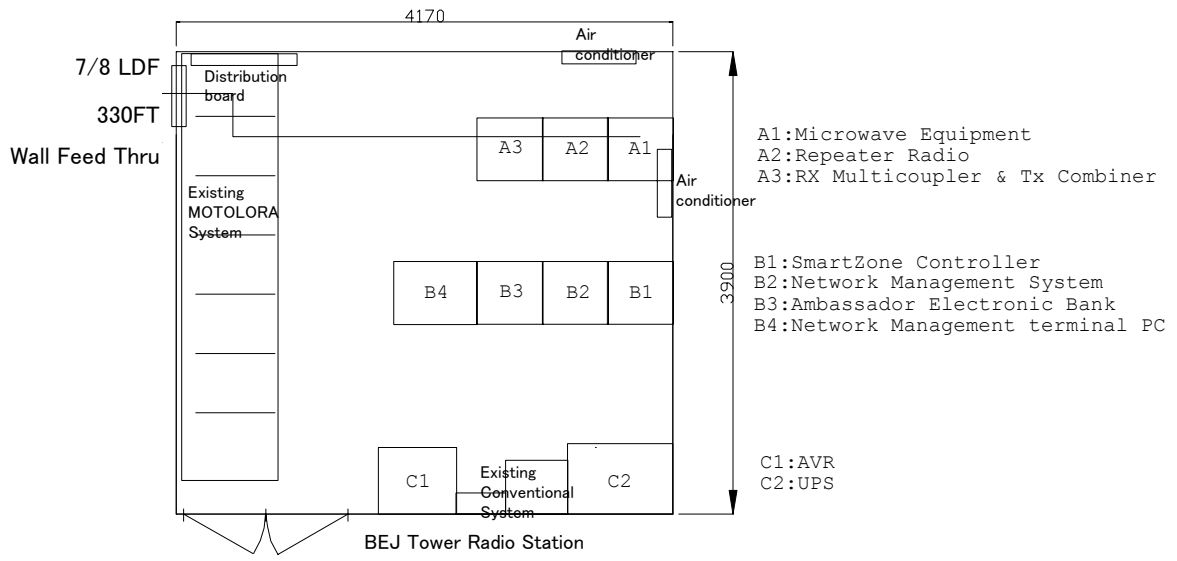 4170
Air
conditioner
7/8 LDF
330FT
Wall Feed Thru
Distribution
board
A3
A2
A1
A1:Microwave Equipment
A2:Repeater Radio
A3:RX Multicoupler & Tx Combiner
Existing
MOTOLORA
System
Air
conditioner
3900
B4
B3
B2
B1
B1:SmartZone Controller
B2:Network Management System
B3:Ambassador Electronic Bank
B4:Network Management terminal PC
C1
Existing
Conventional
System
C2
C1:AVR
C2:UPS
BEJ Tower Radio Station